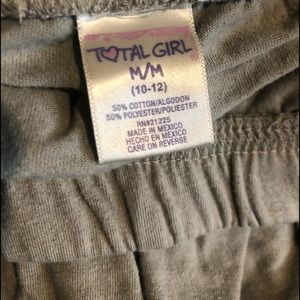 TOTAL GIRL
M/M
(10-12)
50% COTTON/ALGODON
50% POLYESTER/POLIESTER
RN#21225
MADE IN MEXICO
HECHO EN MEXICO
CARE ON REVERSE